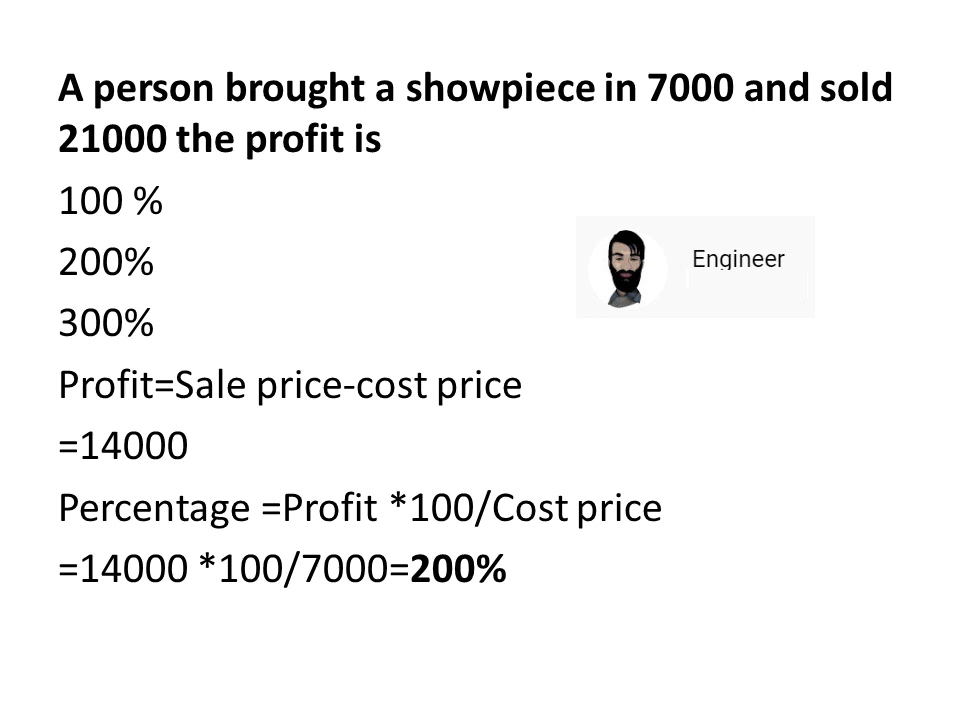 A person brought a showpiece in 7000 and sold
21000 the profit is
100 %
200%
Engineer
300%
Profit=Sale price-cost price
=14000
Percentage =Profit *100/Cost price
=14000 *100/7000=200%